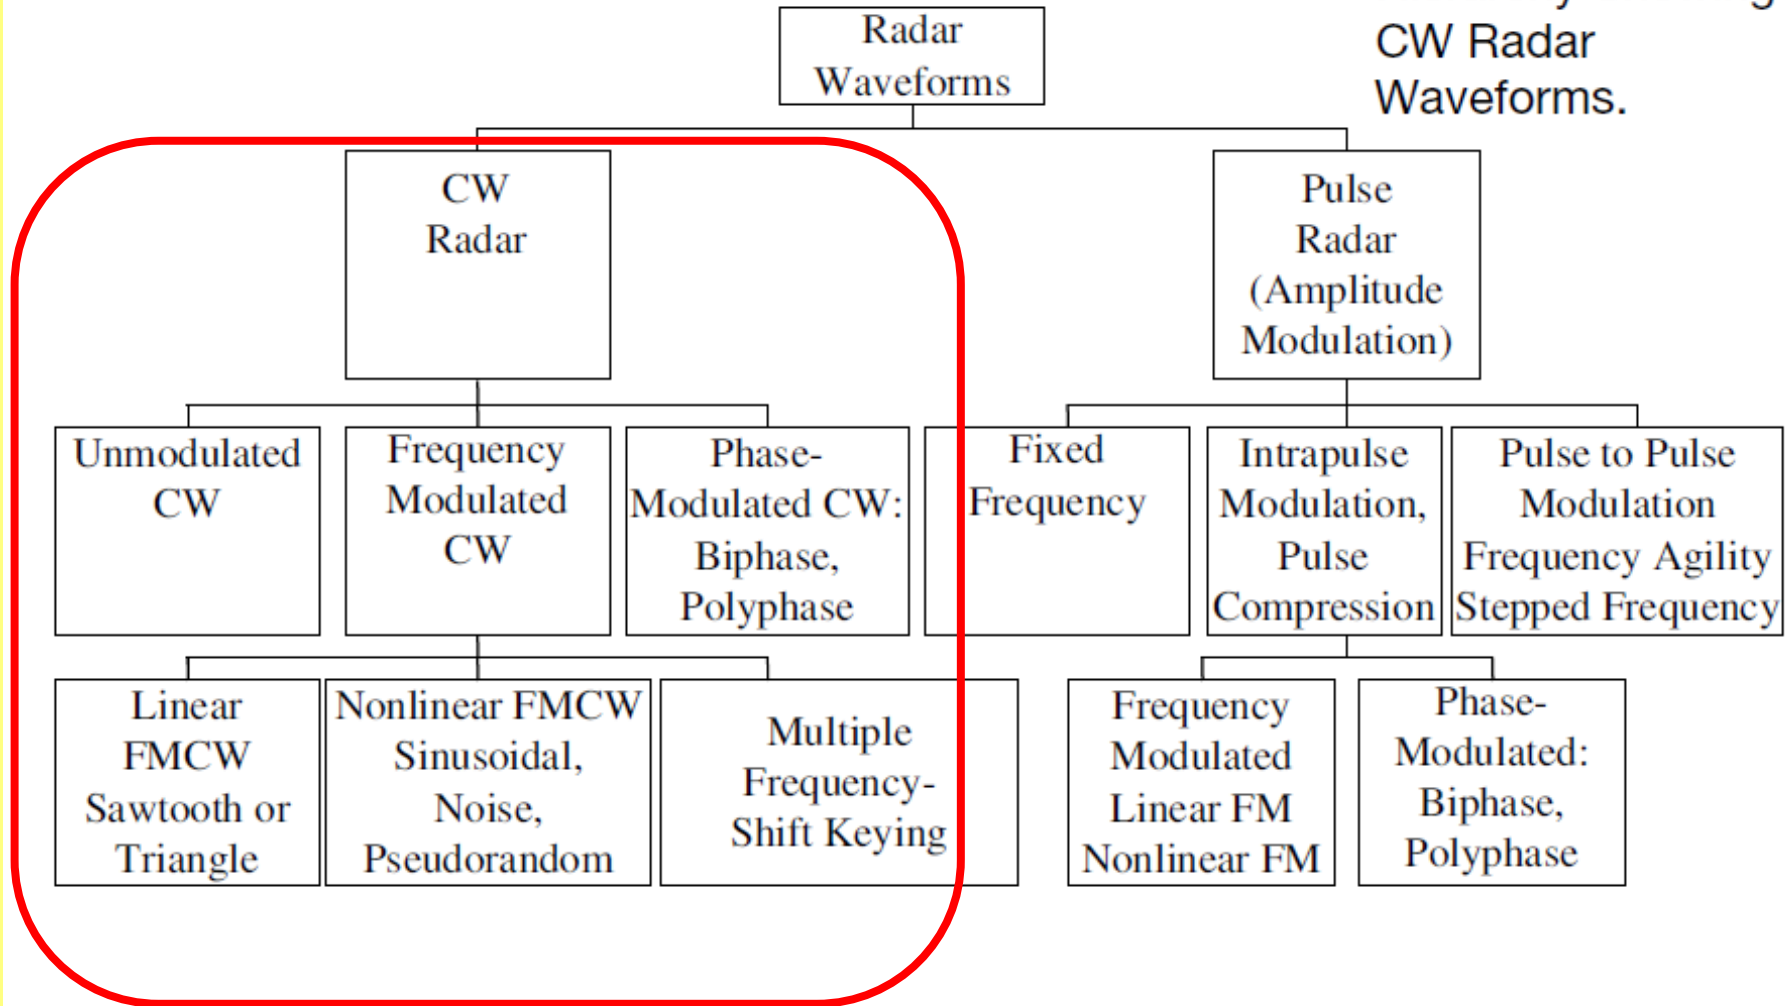 Radar
Waveforms
CW Radar
Waveforms.
CW
Radar
Pulse
Radar
(Amplitude
Modulation)
Unmodulated
CW
Frequency
Modulated
CW
Phase-
Modulated CW:
Biphase,
Polyphase
Fixed
Frequency
Intrapulse
Modulation,
Pulse
Compression
Pulse to Pulse
Modulation
Frequency Agility
Stepped Frequency
Linear
FMCW
Sawtooth or
Triangle
Nonlinear FMCW
Sinusoidal,
Noise,
Pseudorandom
Multiple
Frequency-
Shift Keying
Frequency
Modulated
Linear FM
Nonlinear FM
Phase-
Modulated:
Biphase,
Polyphase